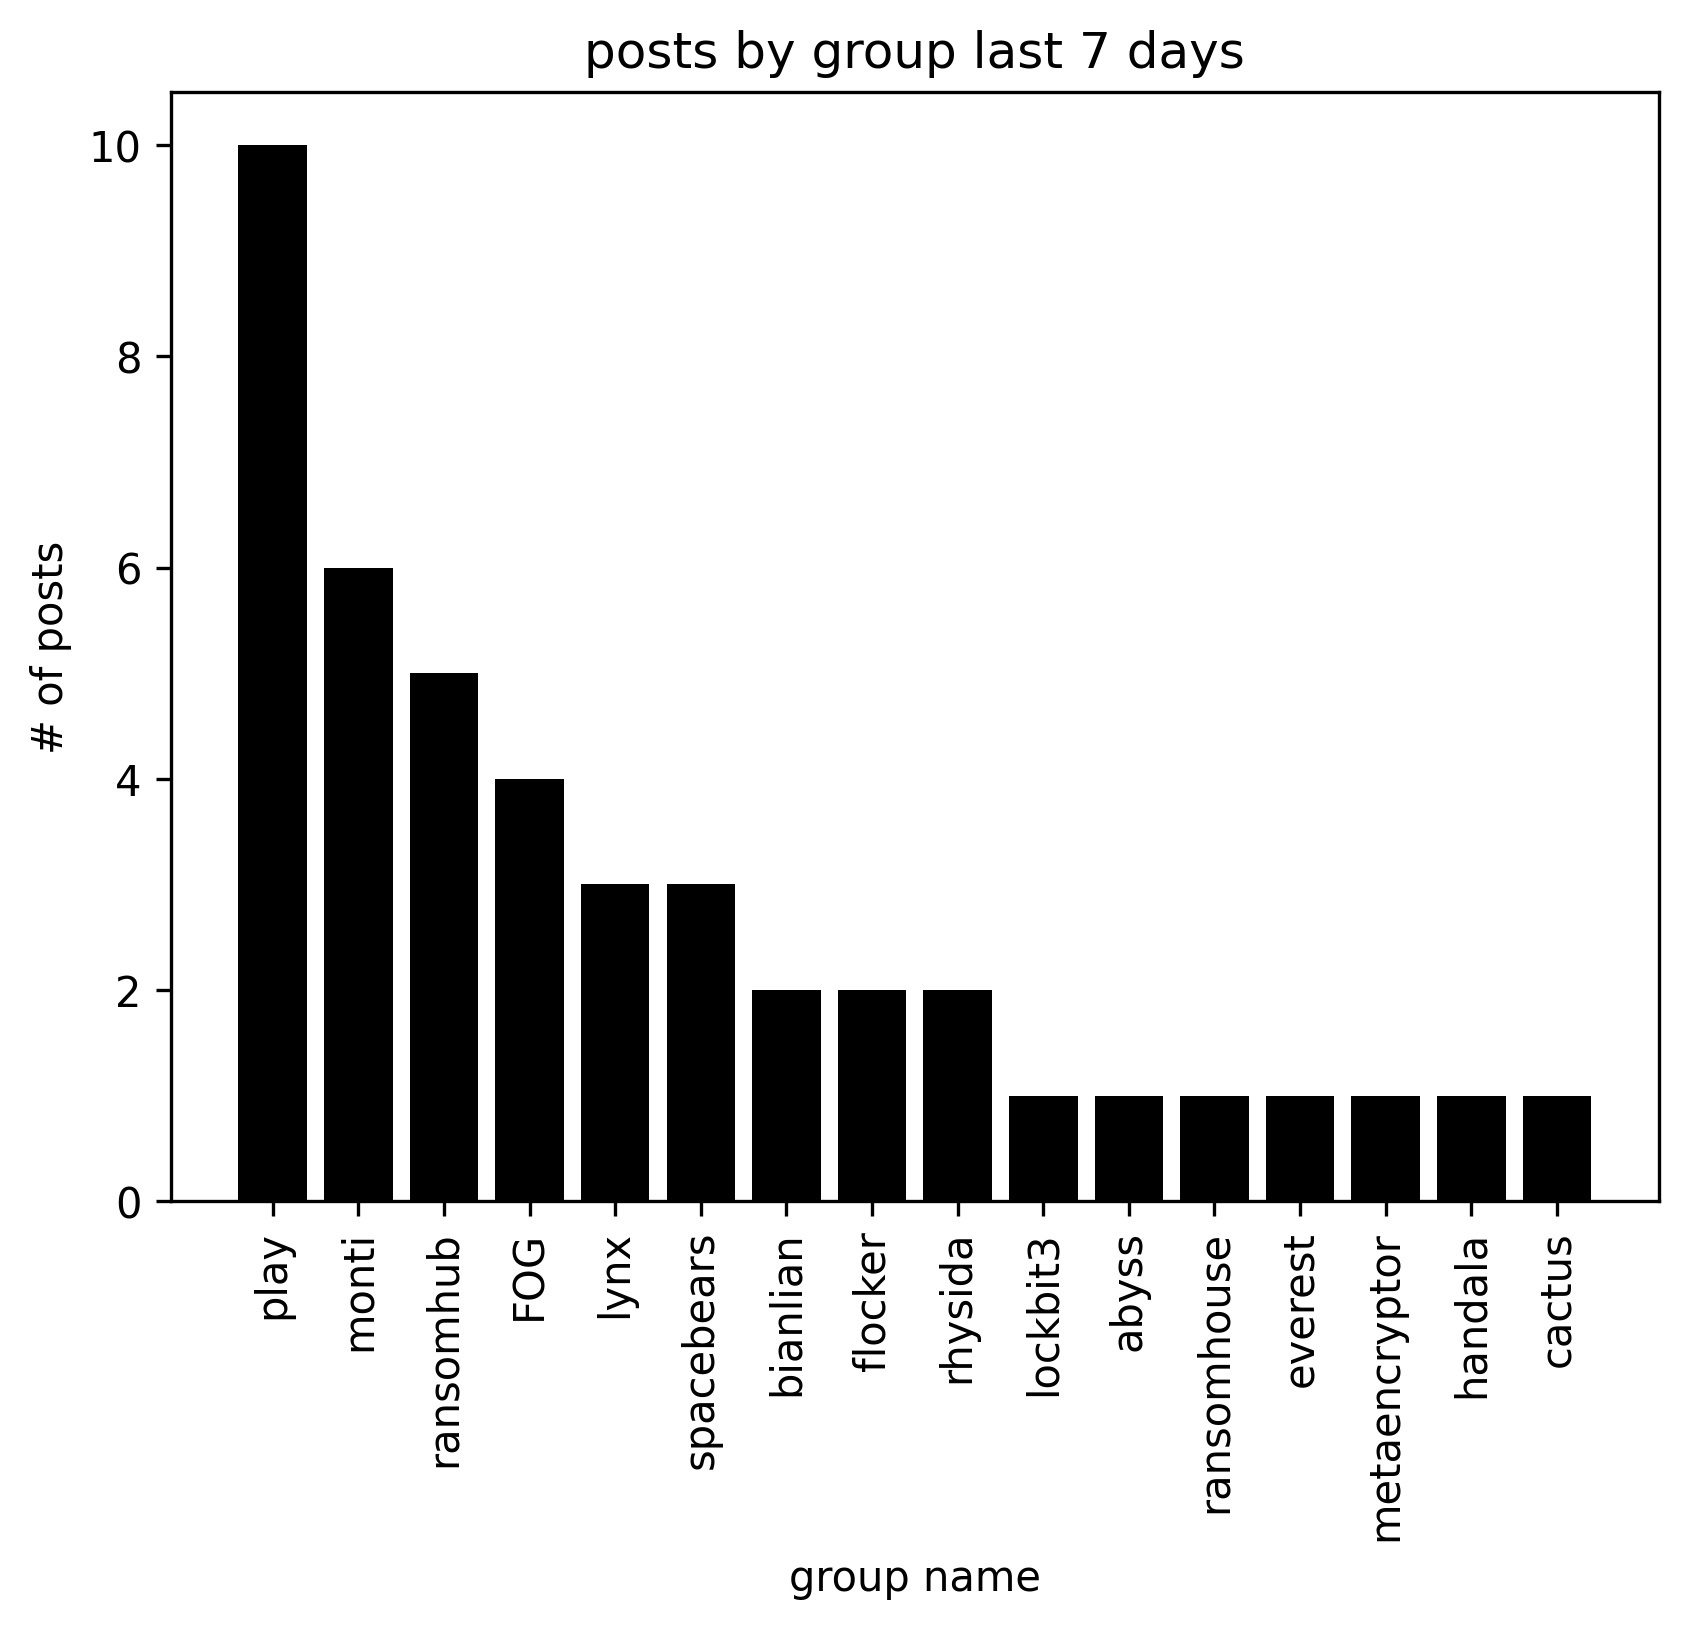 posts by group last 7 days
10
8
6
4
2
0
# of posts
play
monti
ransomhub
FOG
lynx
spacebears
bianlian
flocker
rhysida
lockbit3
abyss
ransomhouse
everest
metaencryptor
handala
cactus
group name